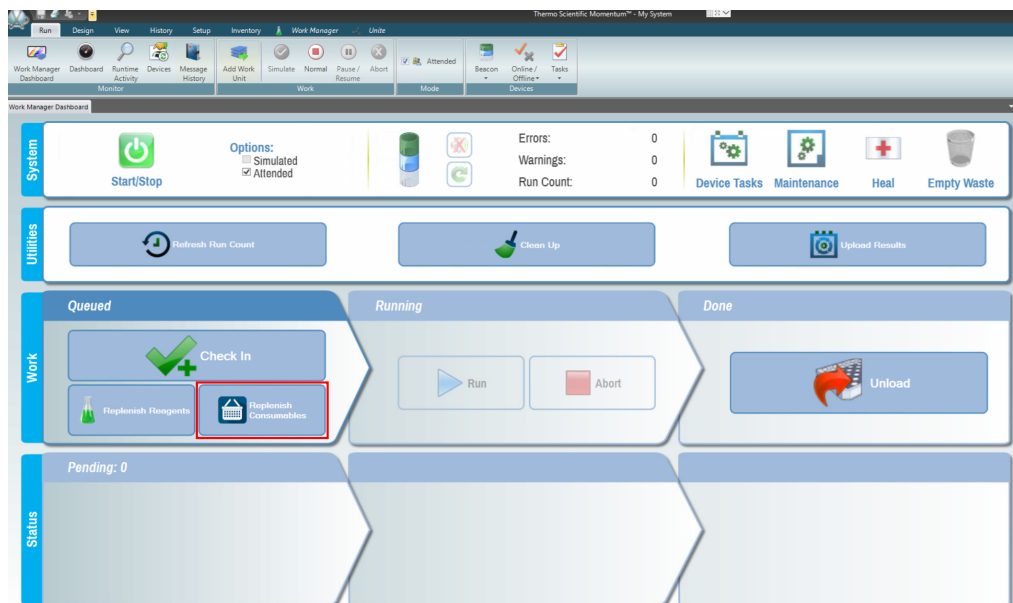 Thermo Scientific Momentum™ - My System
Run Design View History Setup Inventory Work Manager Unite
Work Manager Dashboard
Dashboard
Runtime Activity
Devices
Message History
Monitor
Add Work Unit
Simulate
Normal
Pause / Resume
Abort
Work
Attended
Mode
Beacon
Online / Offline
Tasks
Devices
Work Manager Dashboard
System
Start/Stop
Options:
Simulated
Attended
Errors: 0
Warnings: 0
Run Count: 0
Device Tasks
Maintenance
Heal
Empty Waste
Utilities
Refresh Run Count
Clean Up
Upload Results
Work
Queued
Check In
Replenish Reagents
Replenish
Consumables
Running
Run
Abort
Done
Unload
Status
Pending: 0